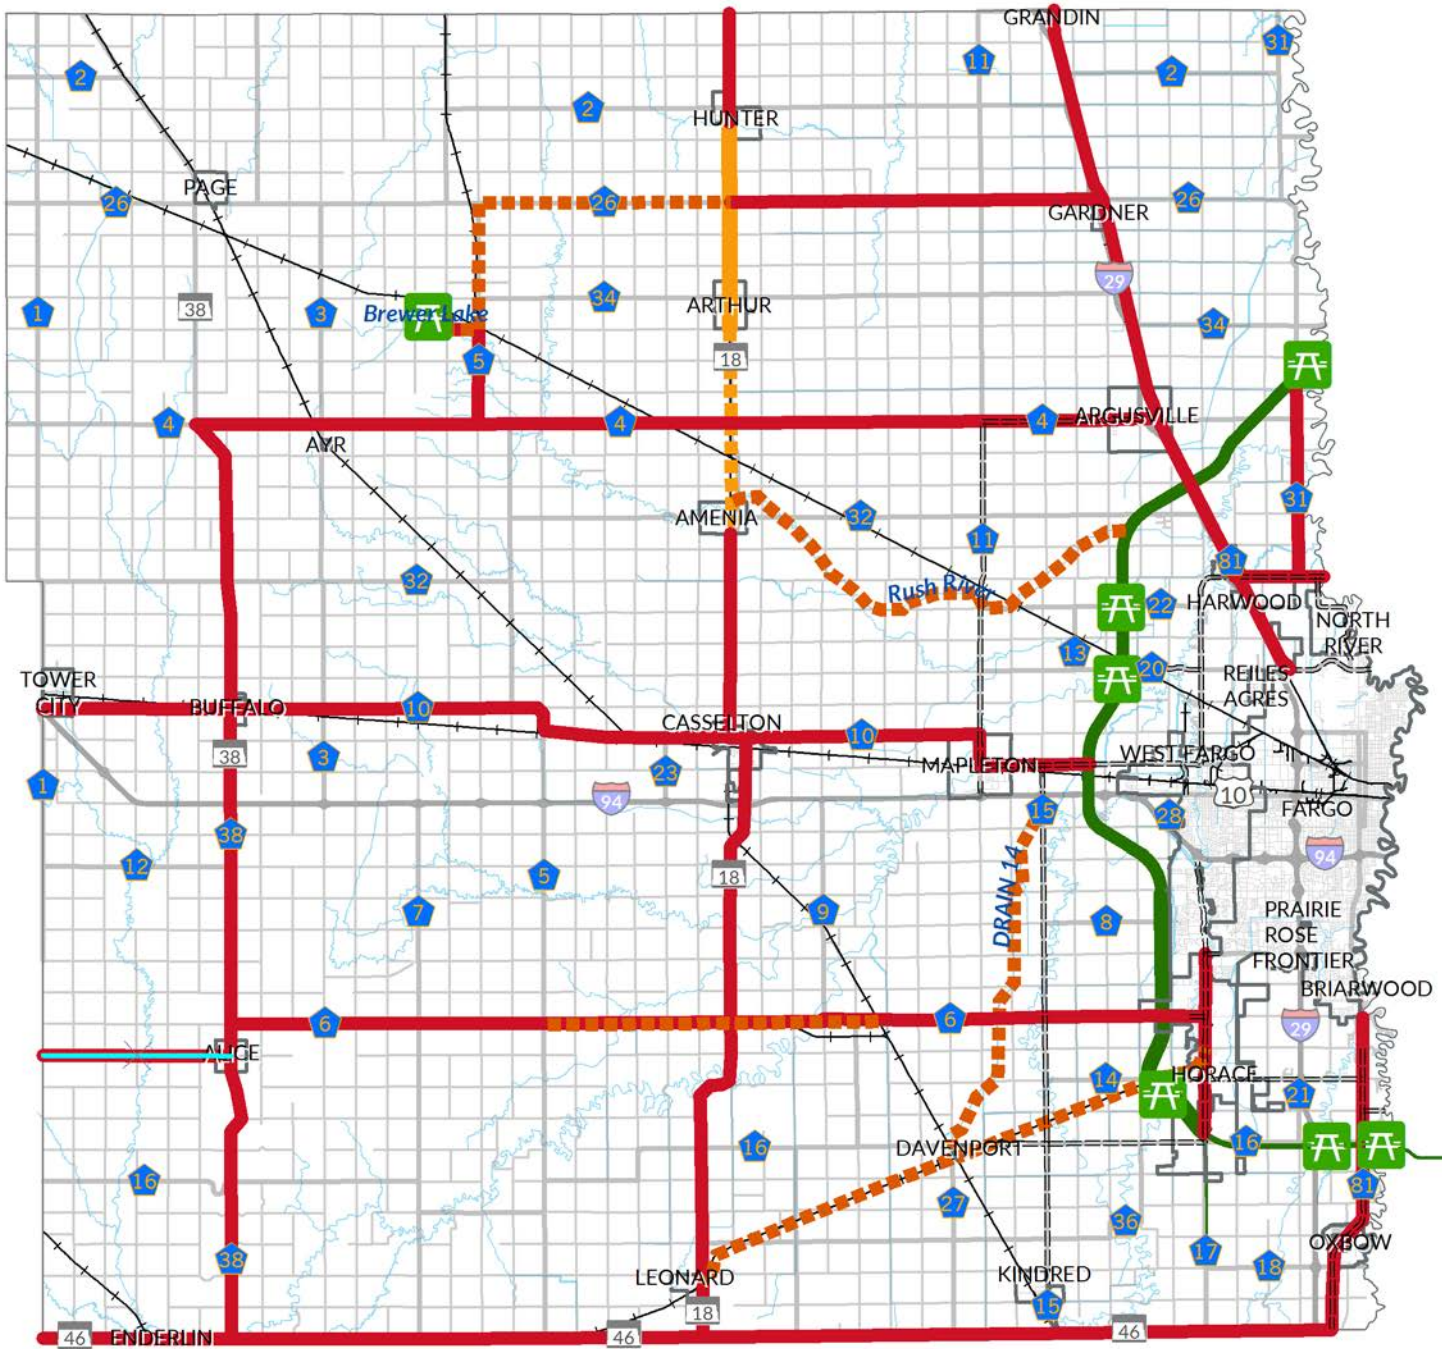 GRANDIN
31
11
2
2
2
HUNTER
PAGE
26
26
26
GARDNER
29
1
38
3
Brewer Lake
34
ARTHUR
34
18
5
4
4
4
ARGUSVILLE
AYR
31
AMENIA
32
11
81
32
Rush River
22
HARWOOD
NORTH
RIVER
13
20
REILES
ACRES
TOWER
CITY
BUFFALO
10
CASSELTON
10
38
3
23
MAPLETON
WEST FARGO
1
94
10
FARGO
15
28
38
94
12
5
18
DRAIN 14
7
9
8
PRAIRIE
ROSE
FRONTIER
BRIARWOOD
6
6
29
ALICE
14
HORACE
21
16
DAVENPORT
16
16
27
81
36
38
17
18
OXBOW
LEONARD
KINDRED
18
15
46
ENDERLIN
46
46